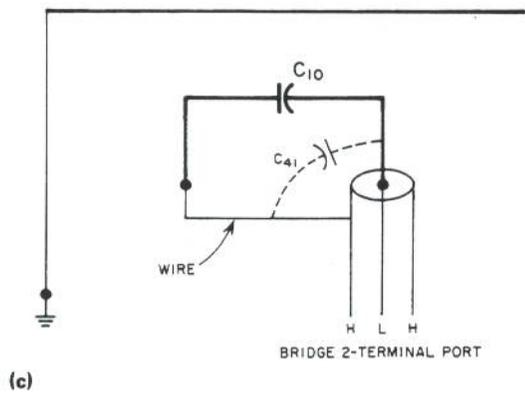 C10
C41
WIRE
H L H
BRIDGE 2-TERMINAL PORT
(c)